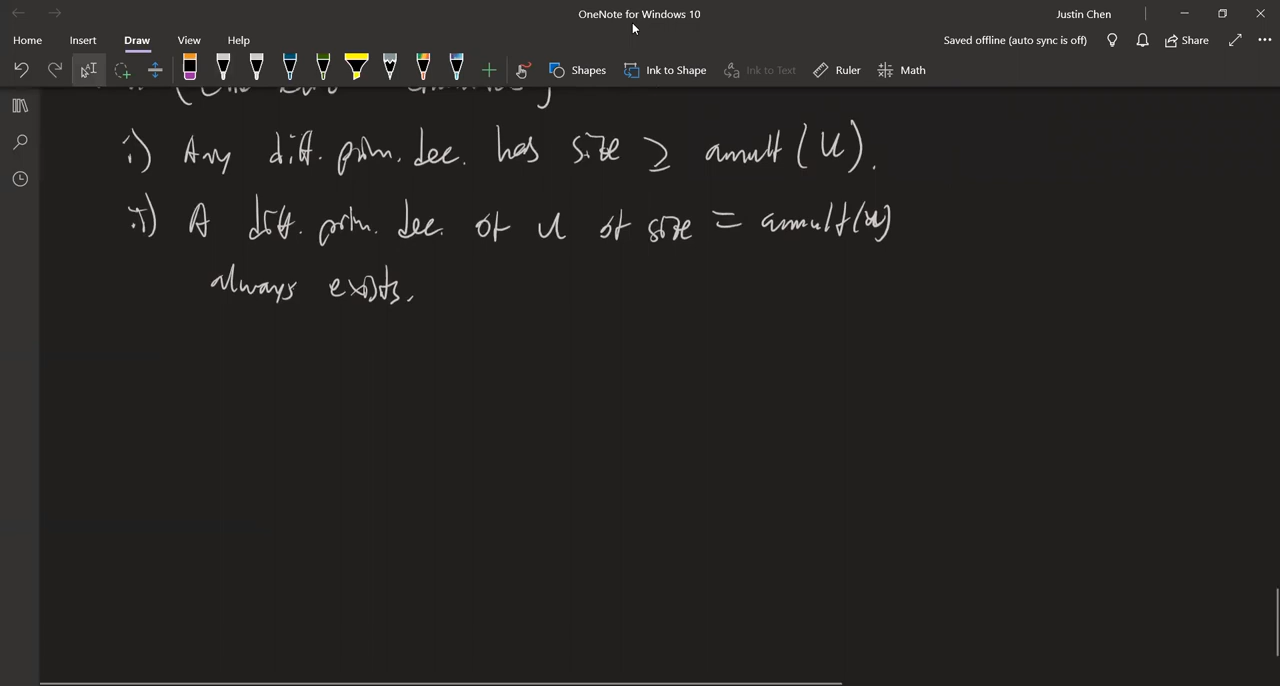 OneNote for Windows 10
Justin Chen
Home Insert Draw View Help
Saved offline (auto sync is off)
Share
Shapes
Ink to Shape
Ink to Text
Ruler
Math
i) Any diff. prim. dec. has size ≥ amult(U).
ii) A diff. prim. dec. of U of size = amult(U)
always exists.